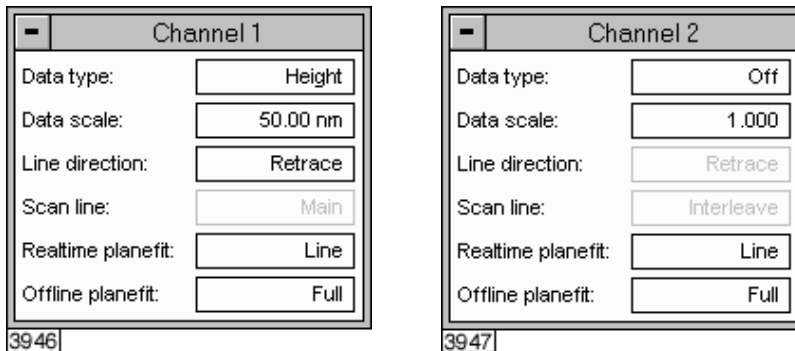 Channel 1
Data type: Height
Data scale: 50.00 nm
Line direction: Retrace
Scan line: Main
Realtime planefit: Line
Offline planefit: Full
3946
Channel 2
Data type: Off
Data scale: 1.000
Line direction: Retrace
Scan line: Interleave
Realtime planefit: Line
Offline planefit: Full
3947